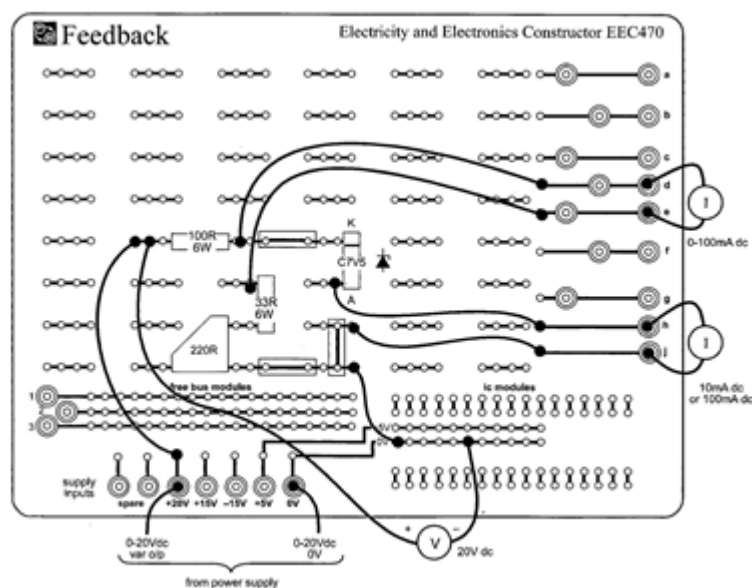 Feedback
Electricity and Electronics Constructor EEC470
a
b
c
d
I
e
0-100mA dc
100R
6W
K
C7V5
A
f
33R
6W
g
h
I
j
220R
10mA dc
or 100mA dc
free bus modules
ic modules
1
3
5V
0V
supply
inputs
spare
+20V
+15V
–15V
+5V
0V
+
V
–
20V dc
0-20Vdc
var o/p
0-20Vdc
0V
from power supply